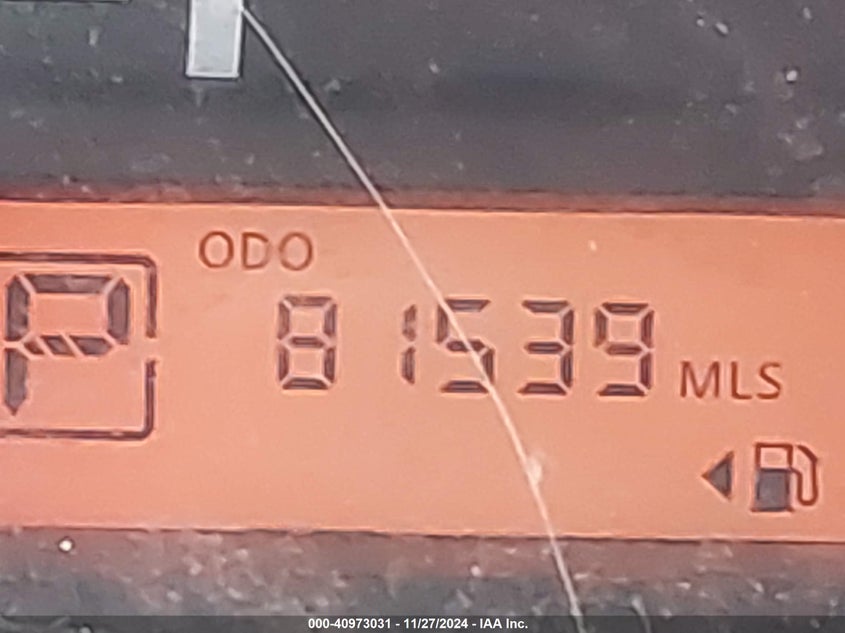 ODO
P
81539 MLS
000-40973031 - 11/27/2024 - IAA Inc.